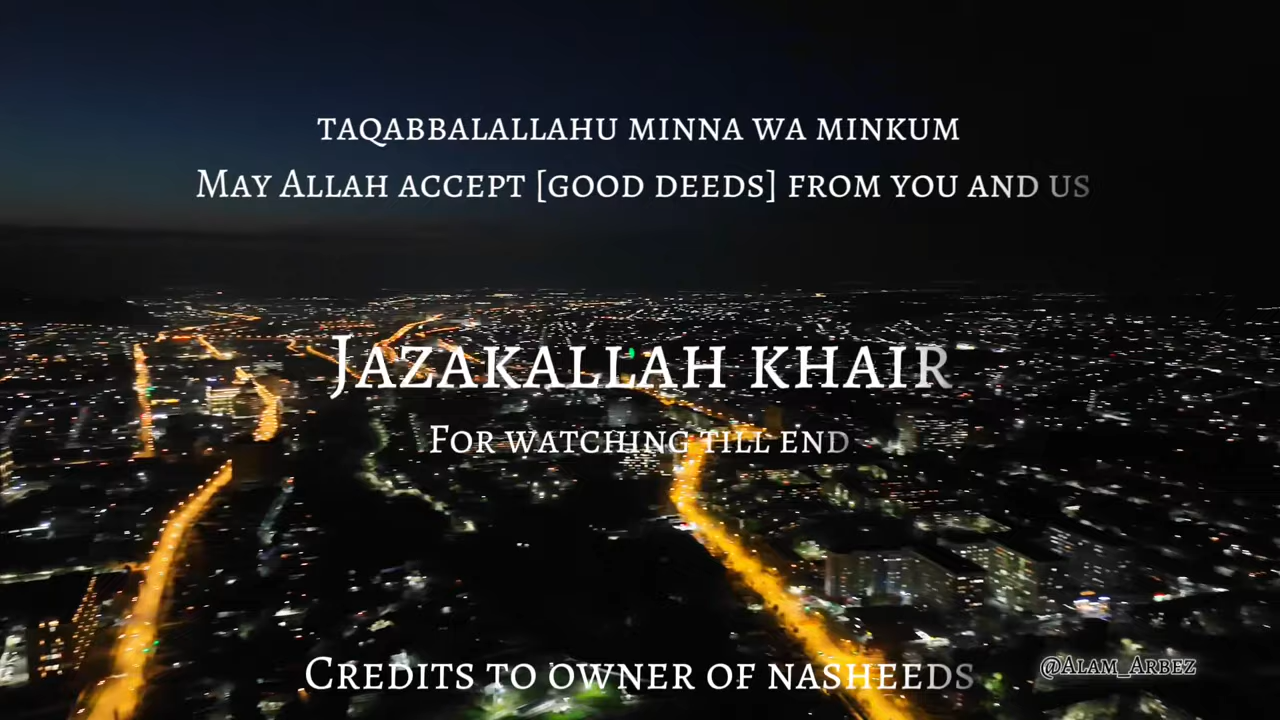 TAQABBALALLAHU MINNA WA MINKUM
MAY ALLAH ACCEPT [GOOD DEEDS] FROM YOU AND US
JAZAKALLAH KHAIR
FOR WATCHING TILL END
CREDITS TO OWNER OF NASHEEDS
@ALAM_ARBEZ